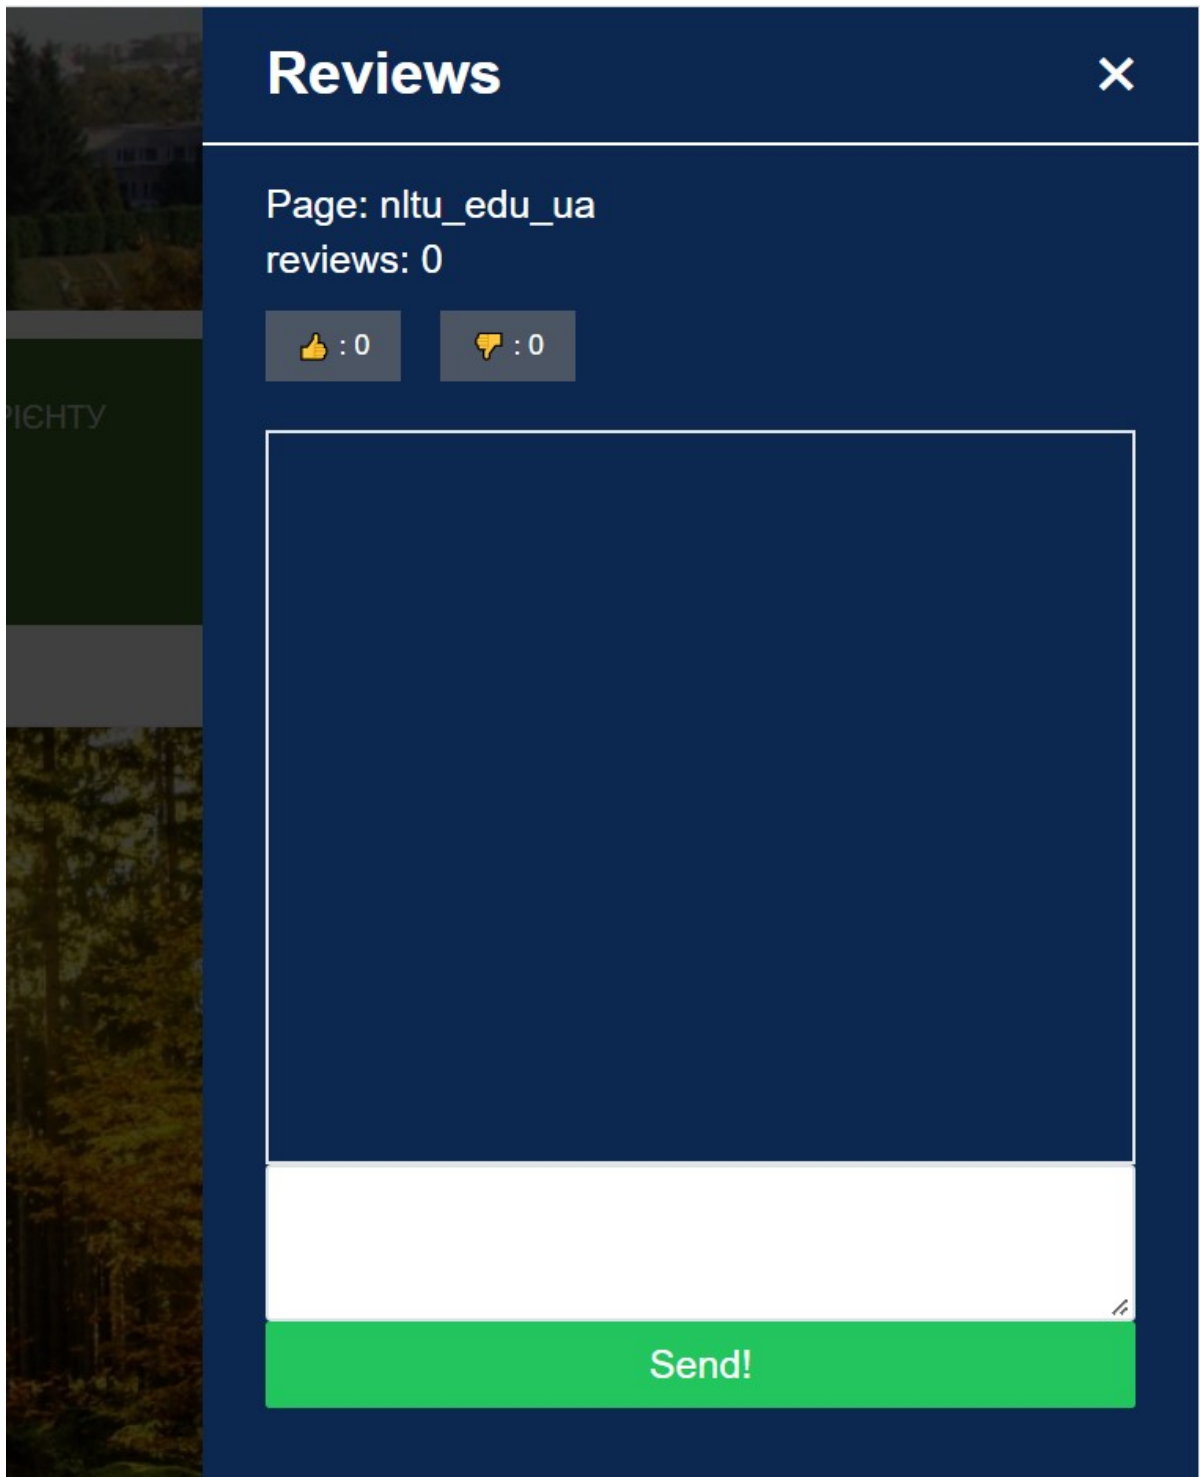 Reviews
Page: nltu_edu_ua
reviews: 0
👍 : 0
👎 : 0
Send!